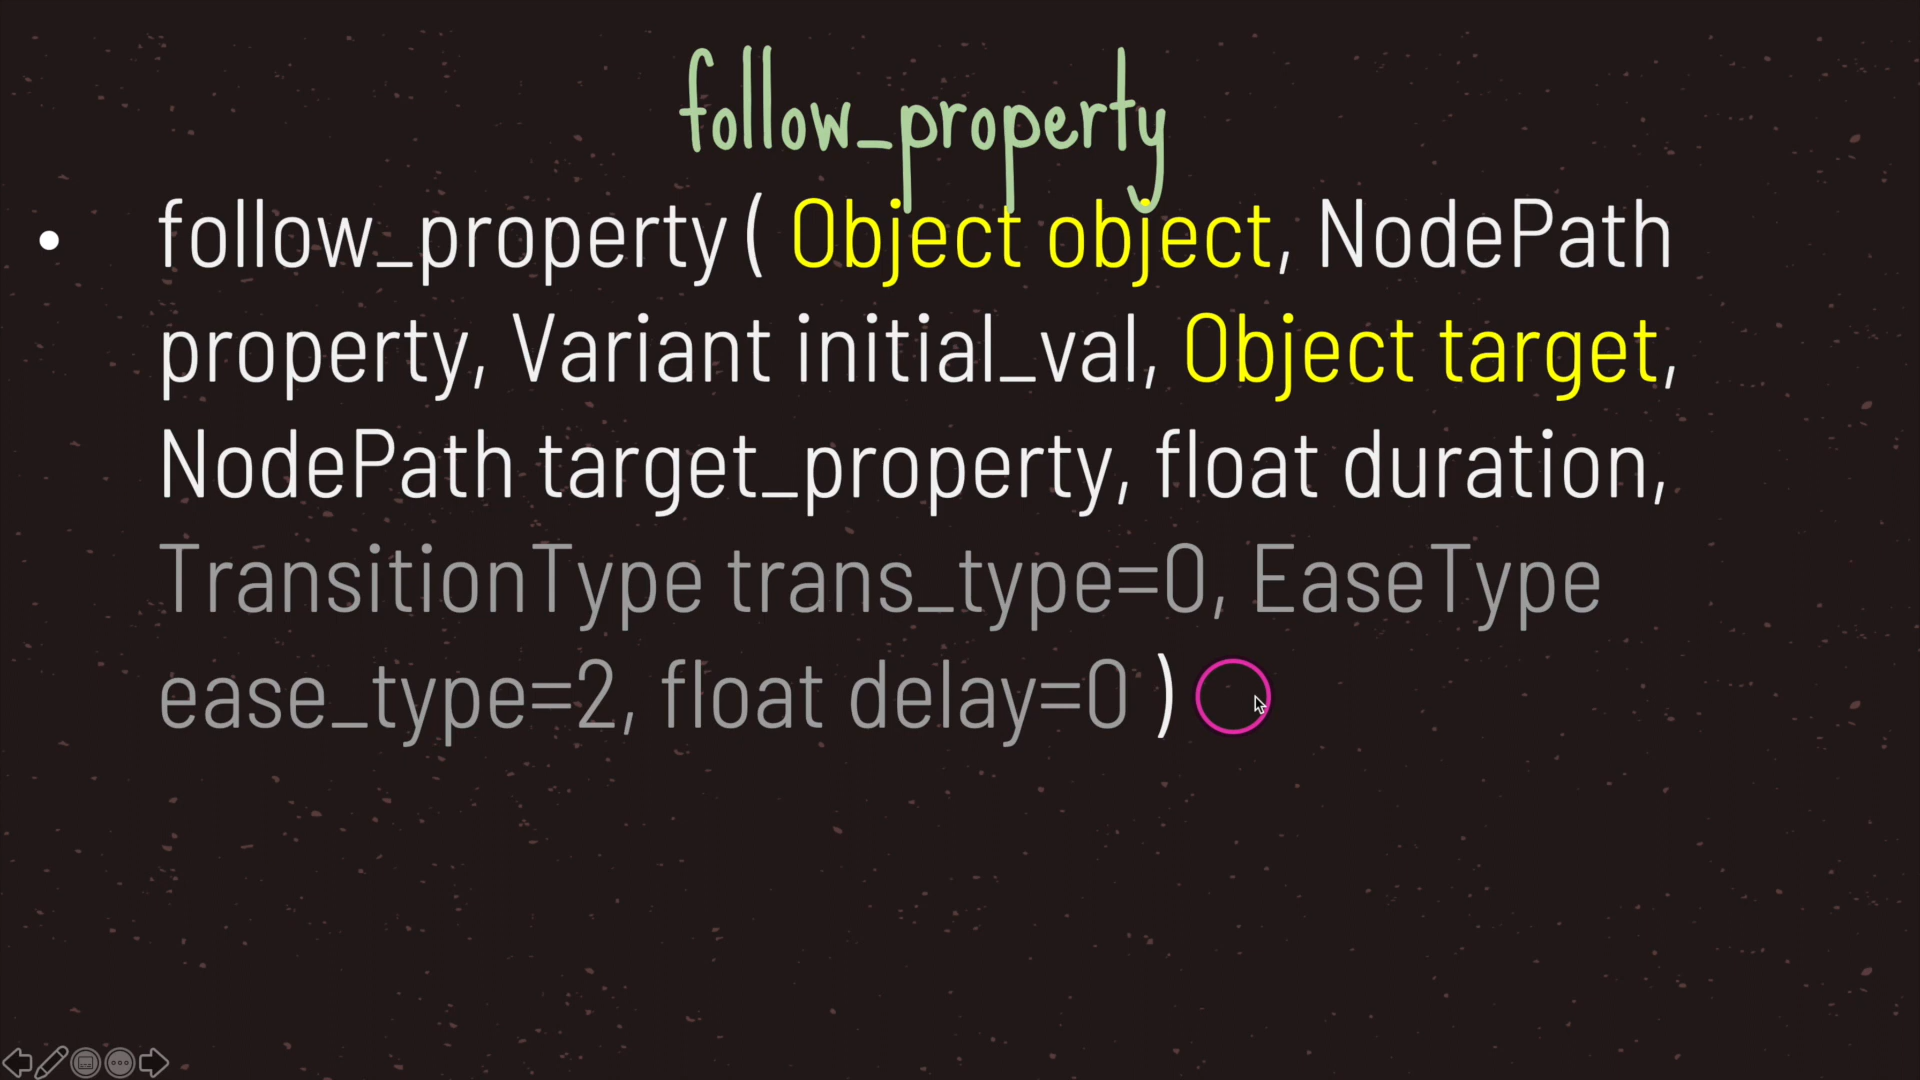 follow_property
• follow_property ( Object object, NodePath
property, Variant initial_val, Object target,
NodePath target_property, float duration,
TransitionType trans_type=0, EaseType
ease_type=2, float delay=0 )